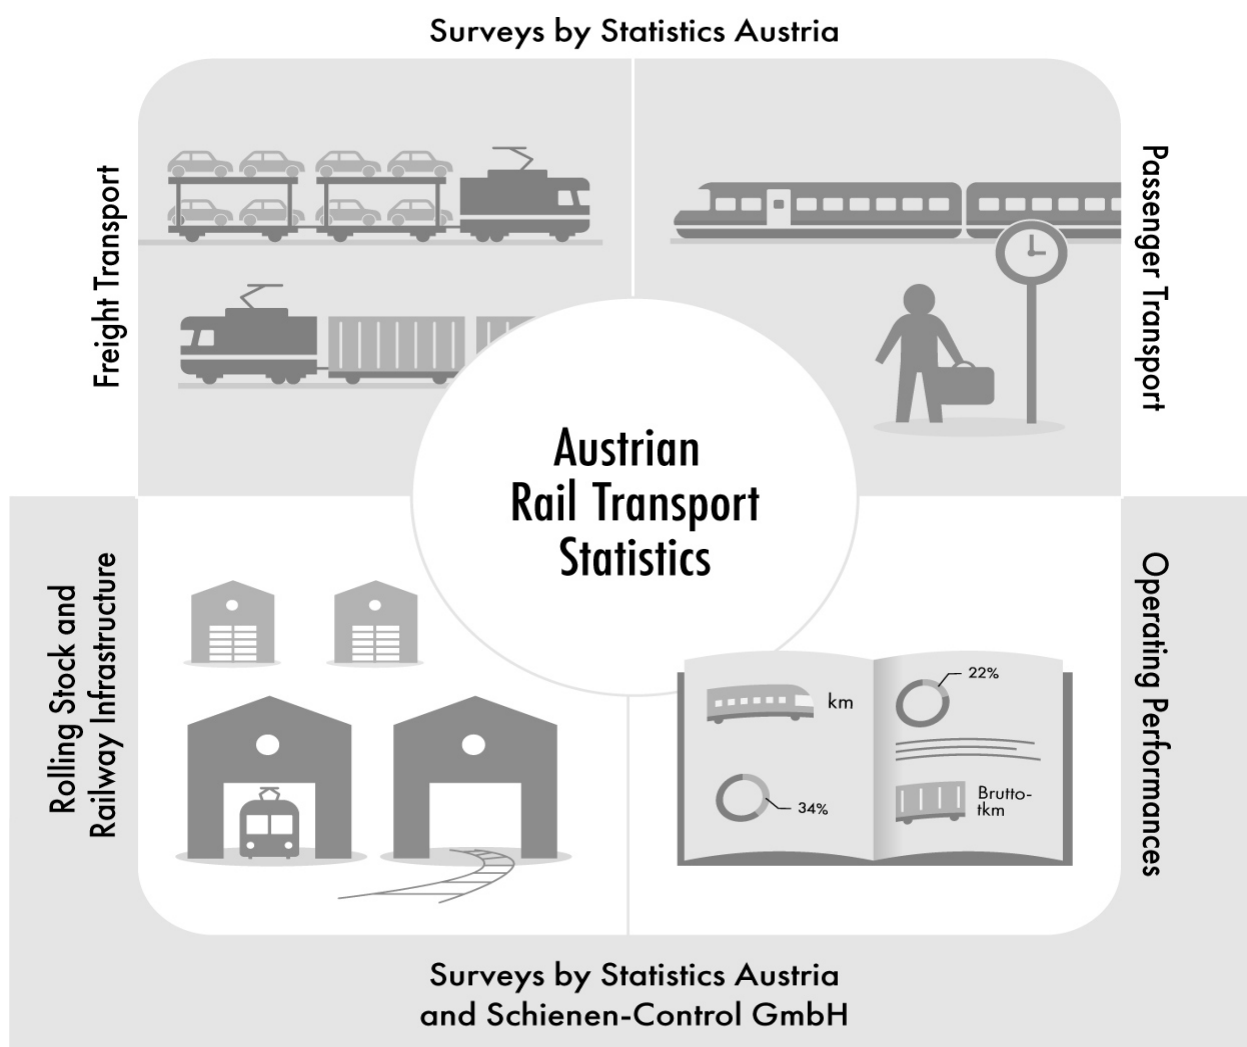 Surveys by Statistics Austria
Freight Transport
Passenger Transport
Austrian
Rail Transport
Statistics
Rolling Stock and
Railway Infrastructure
Operating Performances
km
22%
34%
Brutto-
tkm
Surveys by Statistics Austria
and Schienen-Control GmbH